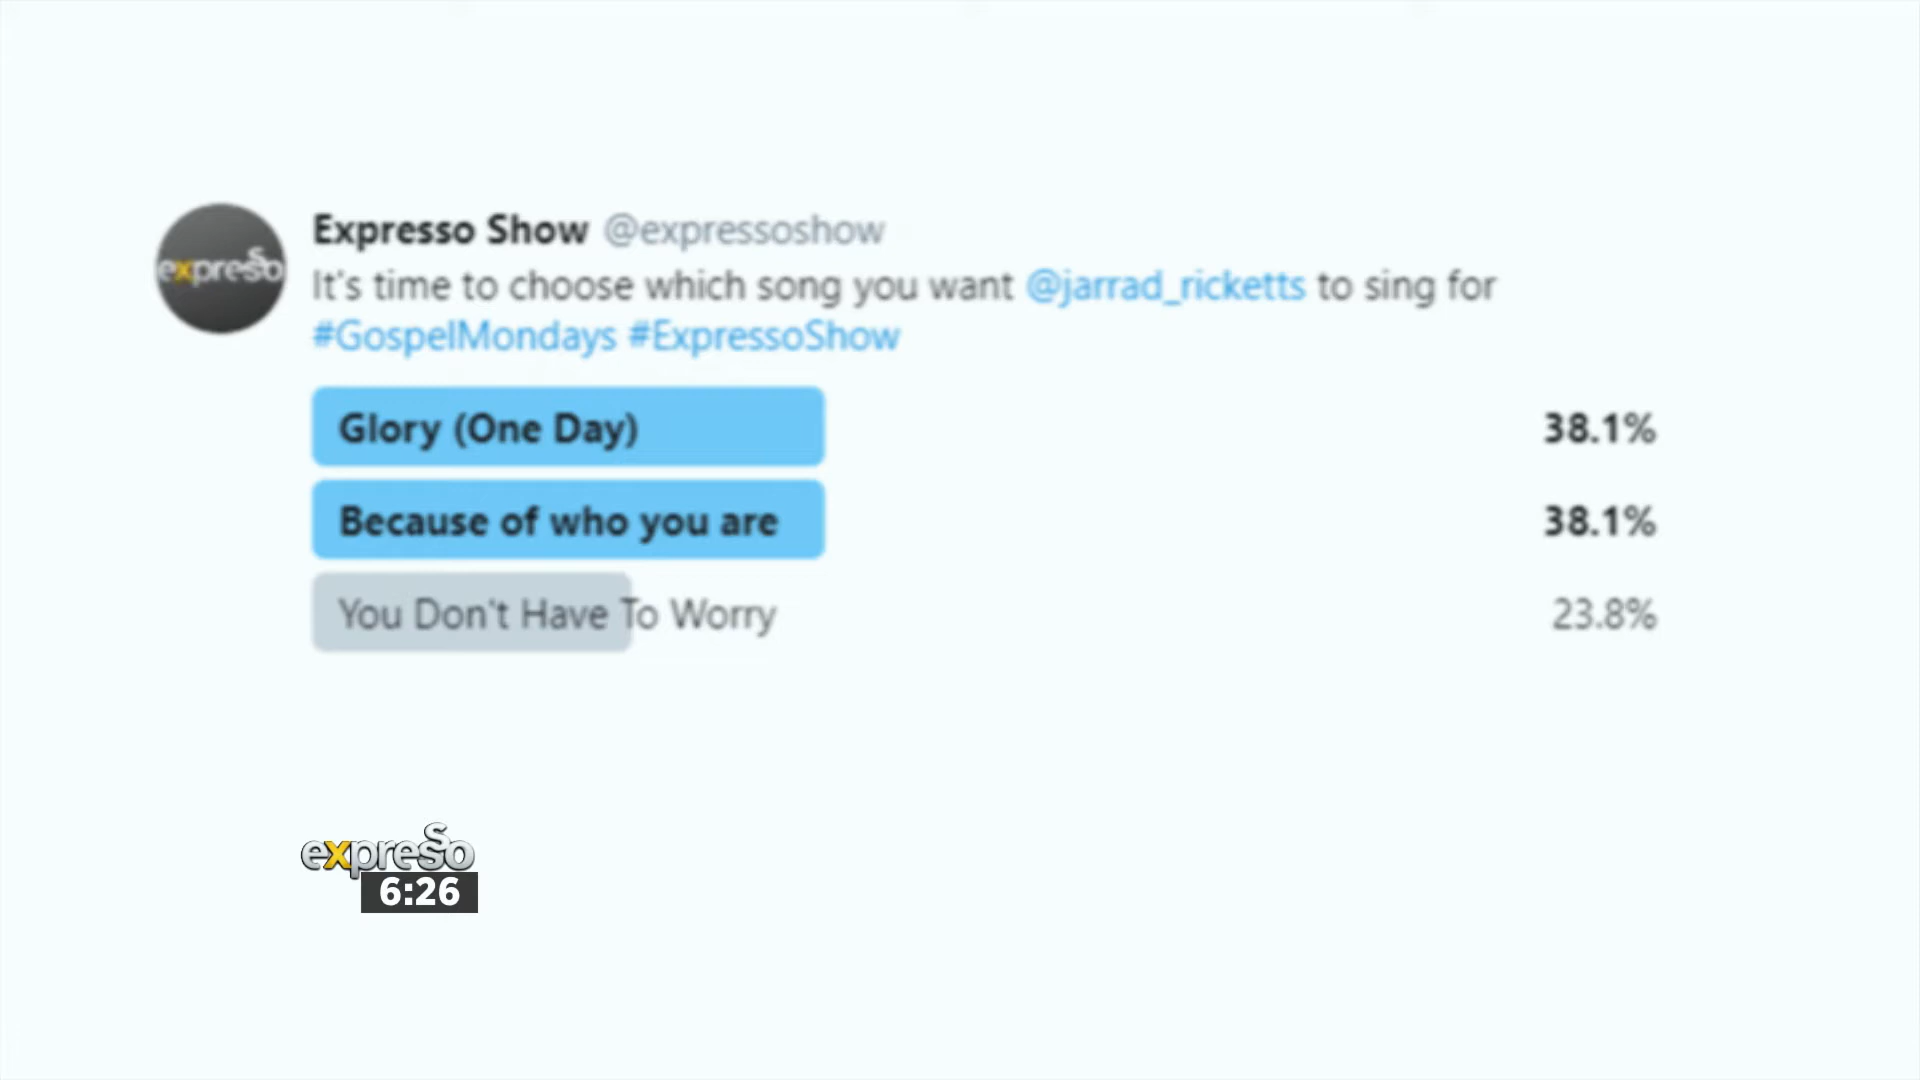 expresso
Expresso Show @expressoshow
It's time to choose which song you want @jarrad_ricketts to sing for
#GospelMondays #ExpressoShow
Glory (One Day) 38.1%
Because of who you are 38.1%
You Don't Have To Worry 23.8%
expresso
6:26